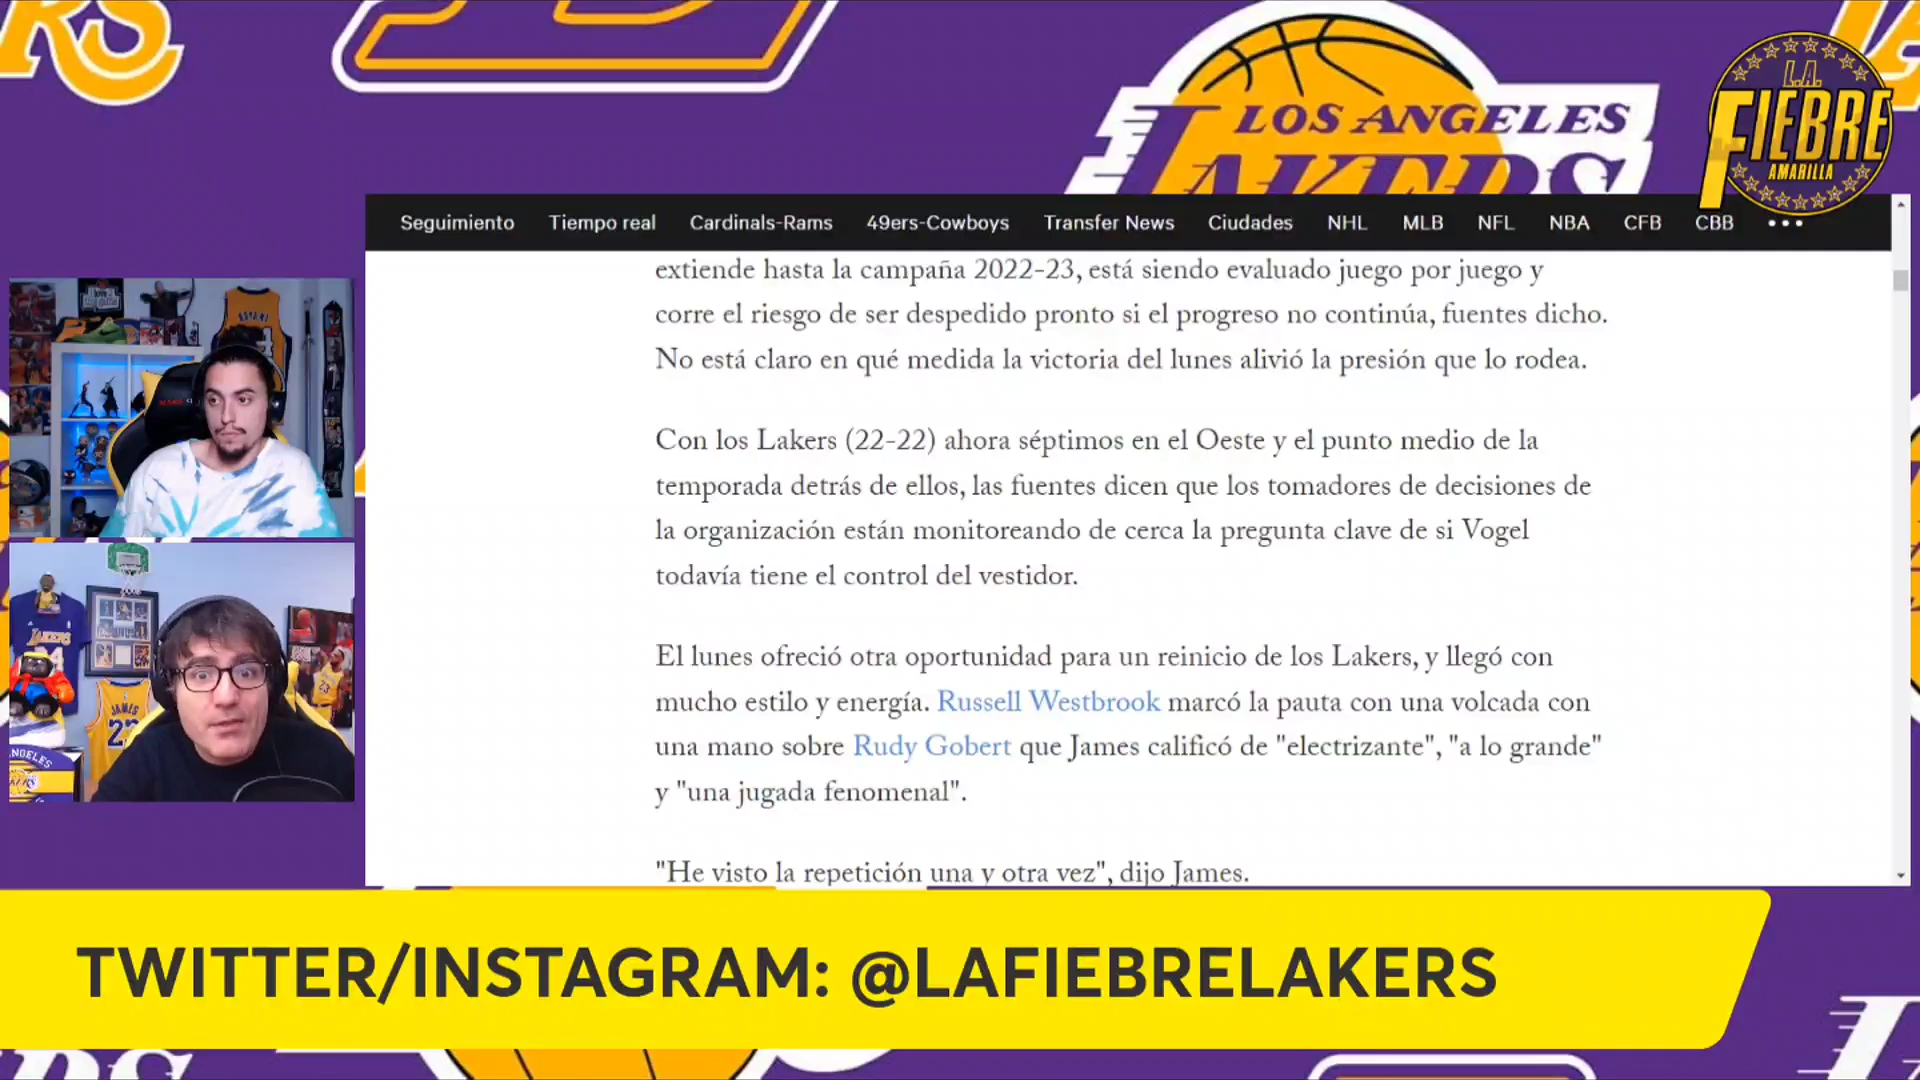 LOS ANGELES
LAKERS
L.A.
FIEBRE
AMARILLA
Seguimiento Tiempo real Cardinals-Rams 49ers-Cowboys Transfer News Ciudades NHL MLB NFL NBA CFB CBB •••
extiende hasta la campaña 2022-23, está siendo evaluado juego por juego y
corre el riesgo de ser despedido pronto si el progreso no continúa, fuentes dicho.
No está claro en qué medida la victoria del lunes alivió la presión que lo rodea.
Con los Lakers (22-22) ahora séptimos en el Oeste y el punto medio de la
temporada detrás de ellos, las fuentes dicen que los tomadores de decisiones de
la organización están monitoreando de cerca la pregunta clave de si Vogel
todavía tiene el control del vestidor.
El lunes ofreció otra oportunidad para un reinicio de los Lakers, y llegó con
mucho estilo y energía. Russell Westbrook marcó la pauta con una volcada con
una mano sobre Rudy Gobert que James calificó de "electrizante", "a lo grande"
y "una jugada fenomenal".
"He visto la repetición una y otra vez", dijo James.
LAKERS
JAMES
23
TWITTER/INSTAGRAM: @LAFIEBRELAKERS